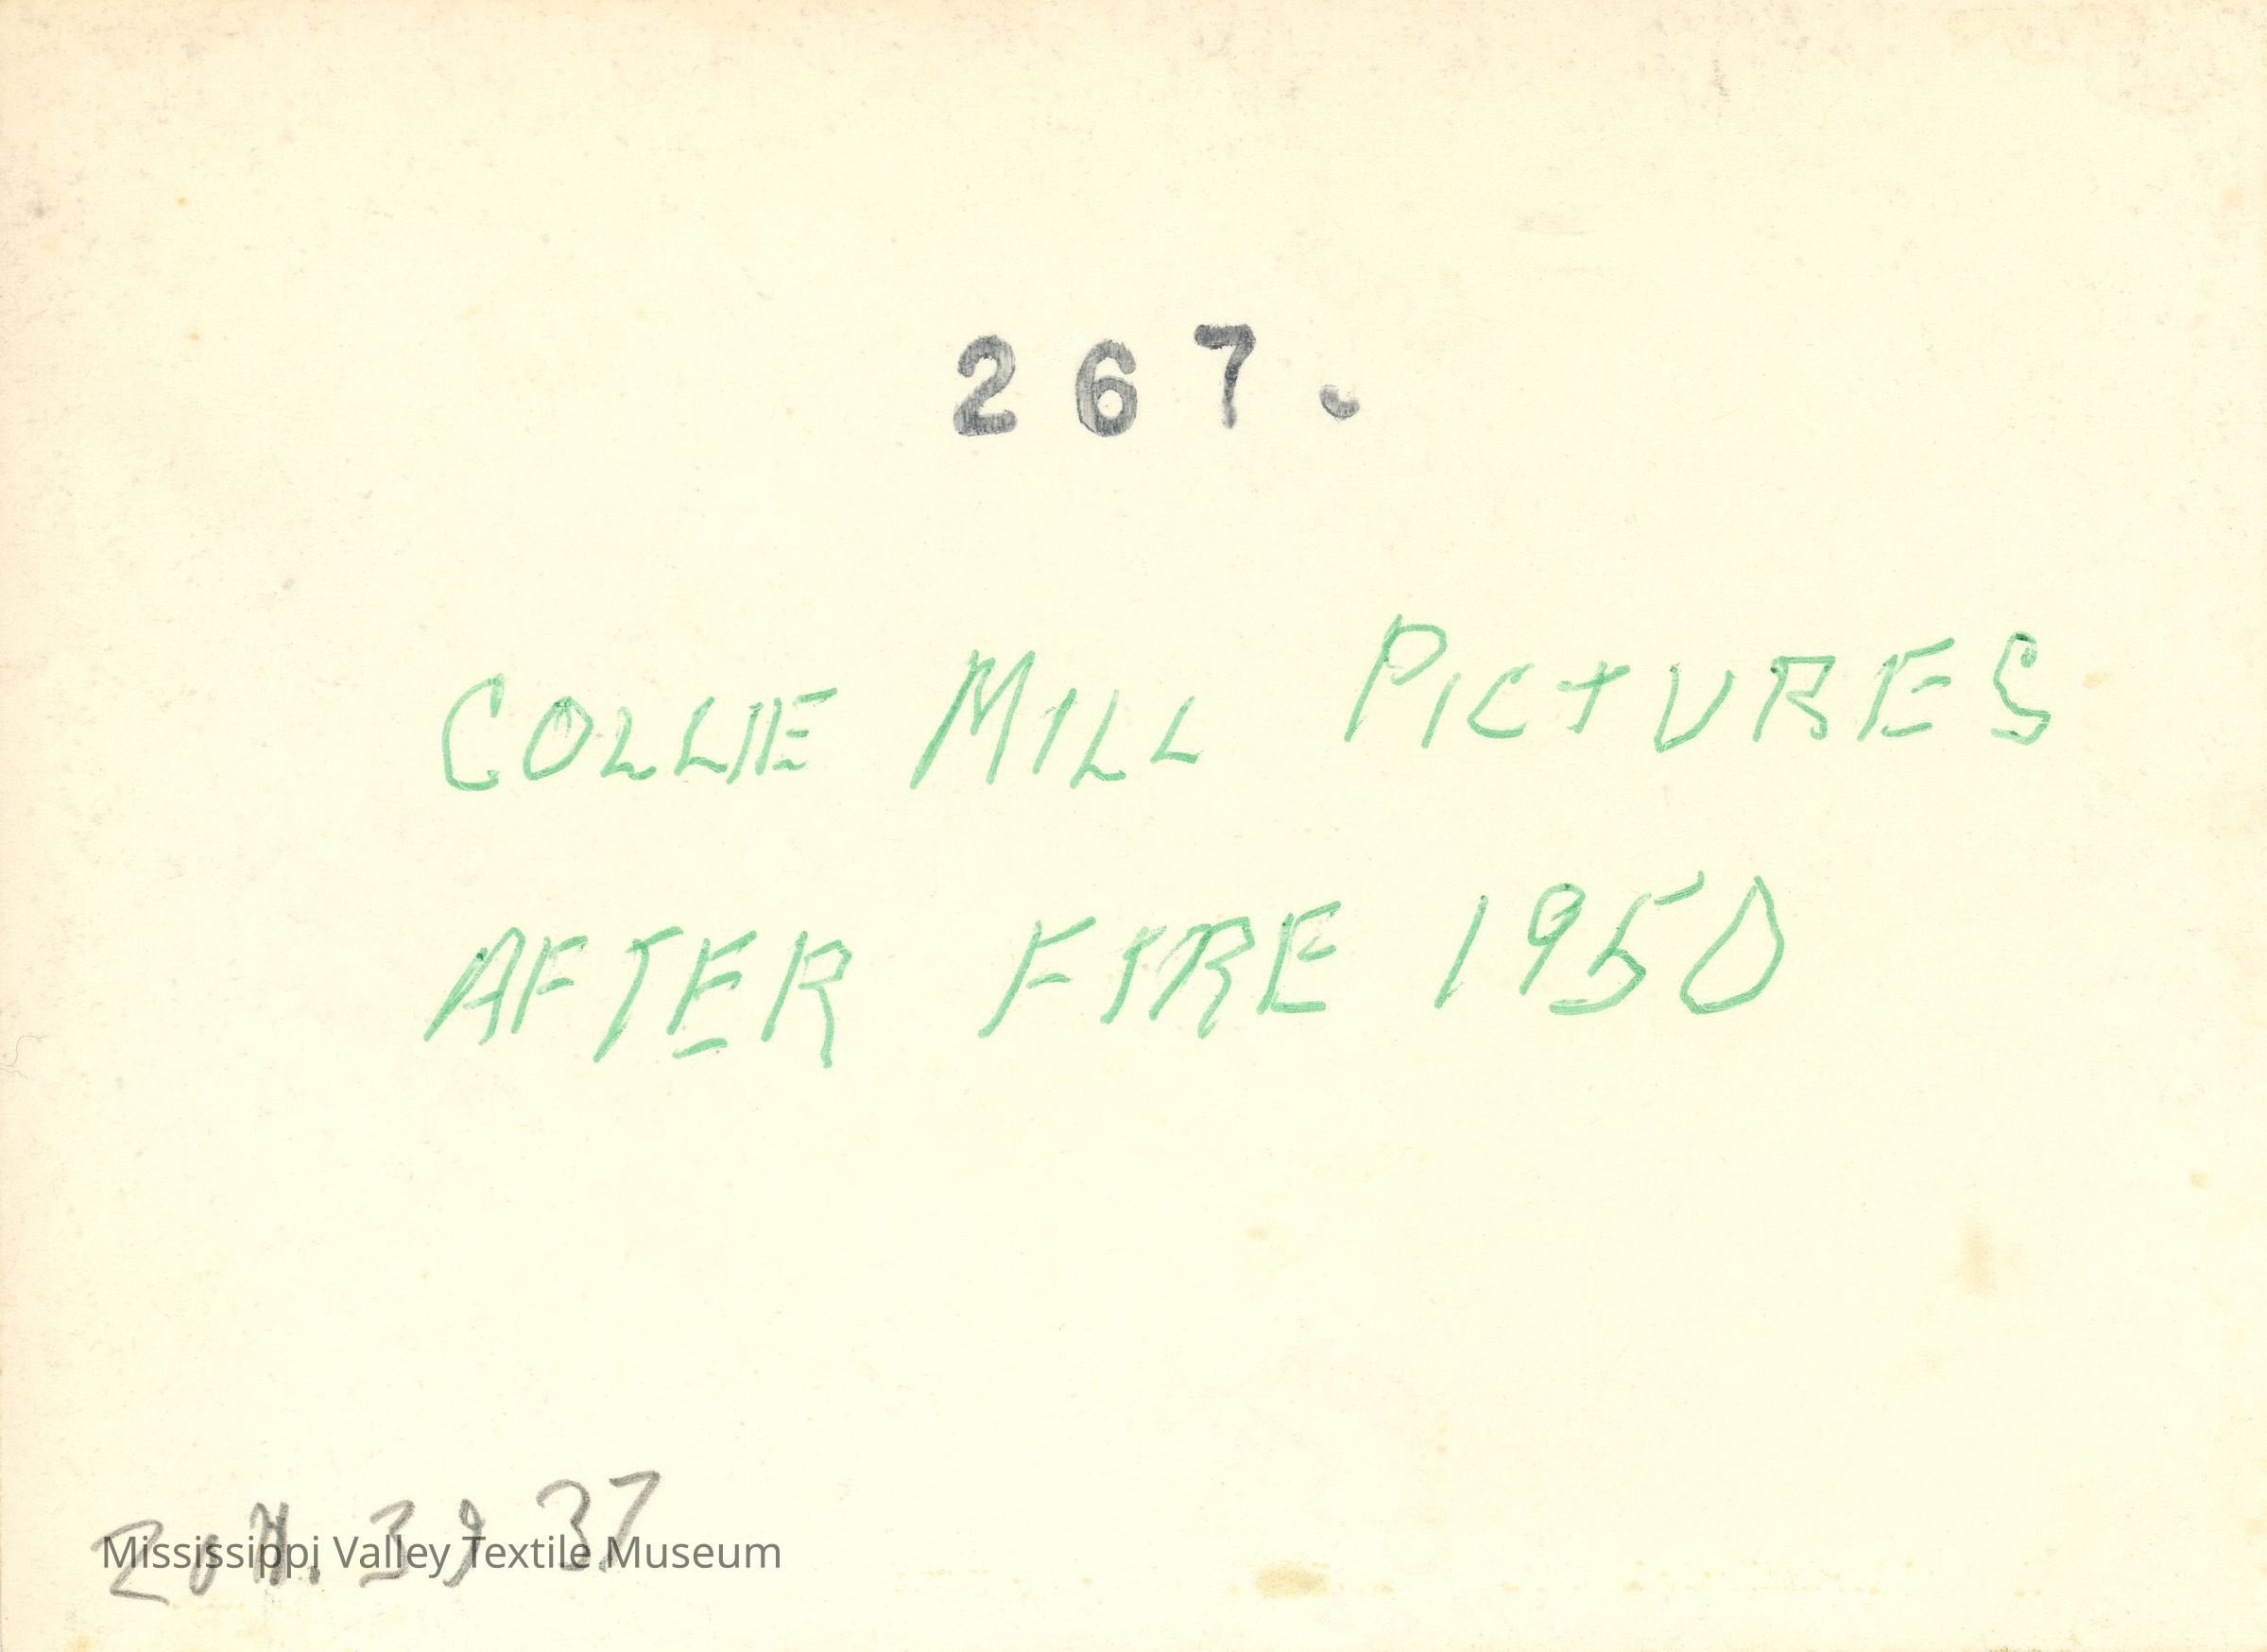 267.
COLLIE MILL PICTURES
AFTER FIRE 1950
Mississippi Valley Textile Museum